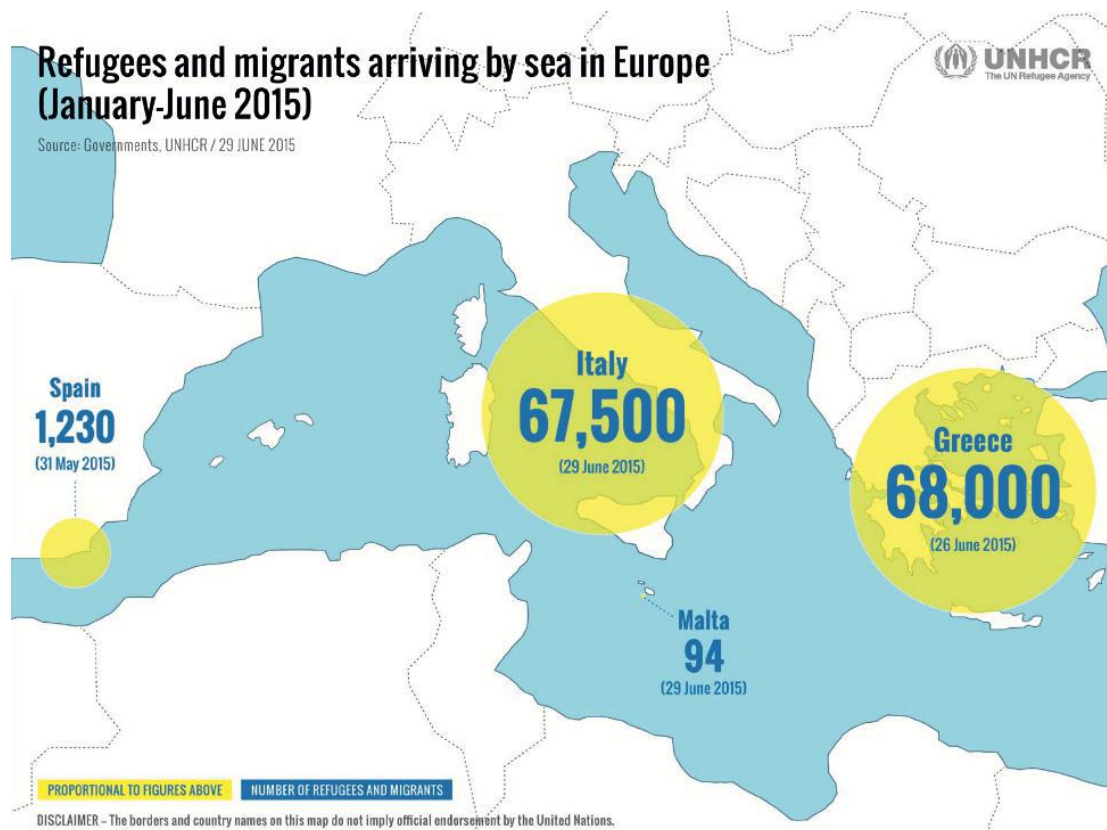 Refugees and migrants arriving by sea in Europe
(January-June 2015)
Source: Governments, UNHCR / 29 JUNE 2015
UNHCR
The UN Refugee Agency
Spain
1,230
(31 May 2015)
Italy
67,500
(29 June 2015)
Greece
68,000
(26 June 2015)
Malta
94
(29 June 2015)
PROPORTIONAL TO FIGURES ABOVE
NUMBER OF REFUGEES AND MIGRANTS
DISCLAIMER – The borders and country names on this map do not imply official endorsement by the United Nations.